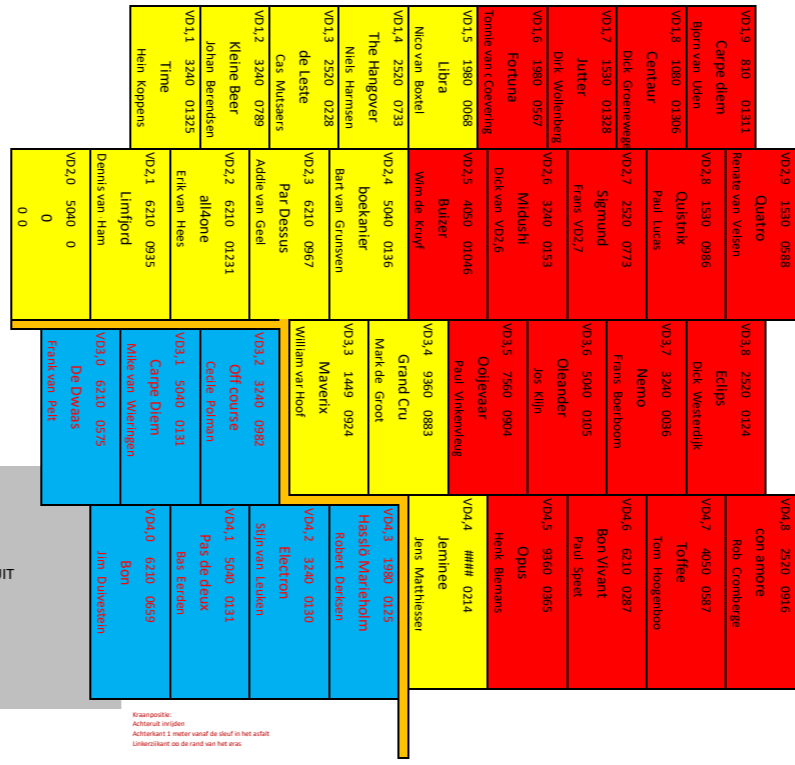 VD1,9 810 01311
Carpe diem
Bjorn van Uden
VD1,8 1080 01306
Centaur
Dick Groenewege
VD1,7 1530 01328
Jutter
Dick Wollenberg
VD1,6 1980 0567
Fortuna
Tonnie van c Coevering
VD1,5 1980 0068
Libra
Nico van Boxtel
VD1,4 2520 0733
The Hangover
Niels Harmsen
VD1,3 2520 0228
de Leste
Cas Mutsaers
VD1,2 3240 0789
Kleine Beer
Johan Berendsen
VD1,1 3240 01325
Time
Hein Koppens
VD2,9 1530 0588
Quatro
Renate van Velsen
VD2,8 1530 0986
Quistnix
Paul Lucas
VD2,7 2520 0773
Sigmund
Frans VD2,7
VD2,6 3240 0153
Midushi
Dick van VD2,6
VD2,5 4050 01046
Buizer
Wim de Kruyf
VD2,4 5040 0136
boekanier
Bart van Grunsven
VD2,3 6210 0967
Par Dessus
Addie van Geel
VD2,2 6210 01231
all4one
Erik van Hees
VD2,1 6210 0935
Limfjord
Dennis van Ham
VD2,0 5040 0
0
0 0
VD3,8 2520 0124
Eclips
Dick Westerdijk
VD3,7 3240 0036
Nemo
Frans Boerboom
VD3,6 5040 0105
Oleander
Jos Klijn
VD3,5 7560 0904
Ooijevaar
Paul Vinkenvleug
VD3,4 9360 0883
Grand Cru
Mark de Groot
VD3,3 1449 0924
Maverix
William var Hoof
VD3,2 3240 0982
Off course
Cecile Polman
VD3,1 5040 0131
Carpe Diem
Mike van Wieringen
VD3,0 6210 0575
De Dwaas
Frank van Pelt
VD4,8 2520 0916
con amore
Rob Cromberge
VD4,7 4050 0587
Toffee
Tom Hoogenboo
VD4,6 6210 0287
Bon Vivant
Paul Speet
VD4,5 9360 0365
Opus
Henk Biemans
VD4,4 #### 0214
Jeminee
Jens Matthiesser
VD4,3 1980 0125
Hasslö Marieholm
Robert Derksen
VD4,2 3240 0130
Electron
Stijn van Leuken
VD4,1 5040 0131
Pas de deux
Bas Eerden
VD4,0 6210 0659
Bon
Jim Duivestein
UIT
Kraanpositie:
Achteruit inrijden
Achterkant 1 meter vanaf de sleuf in het asfalt
Linkerzijkant op de rand van het gras